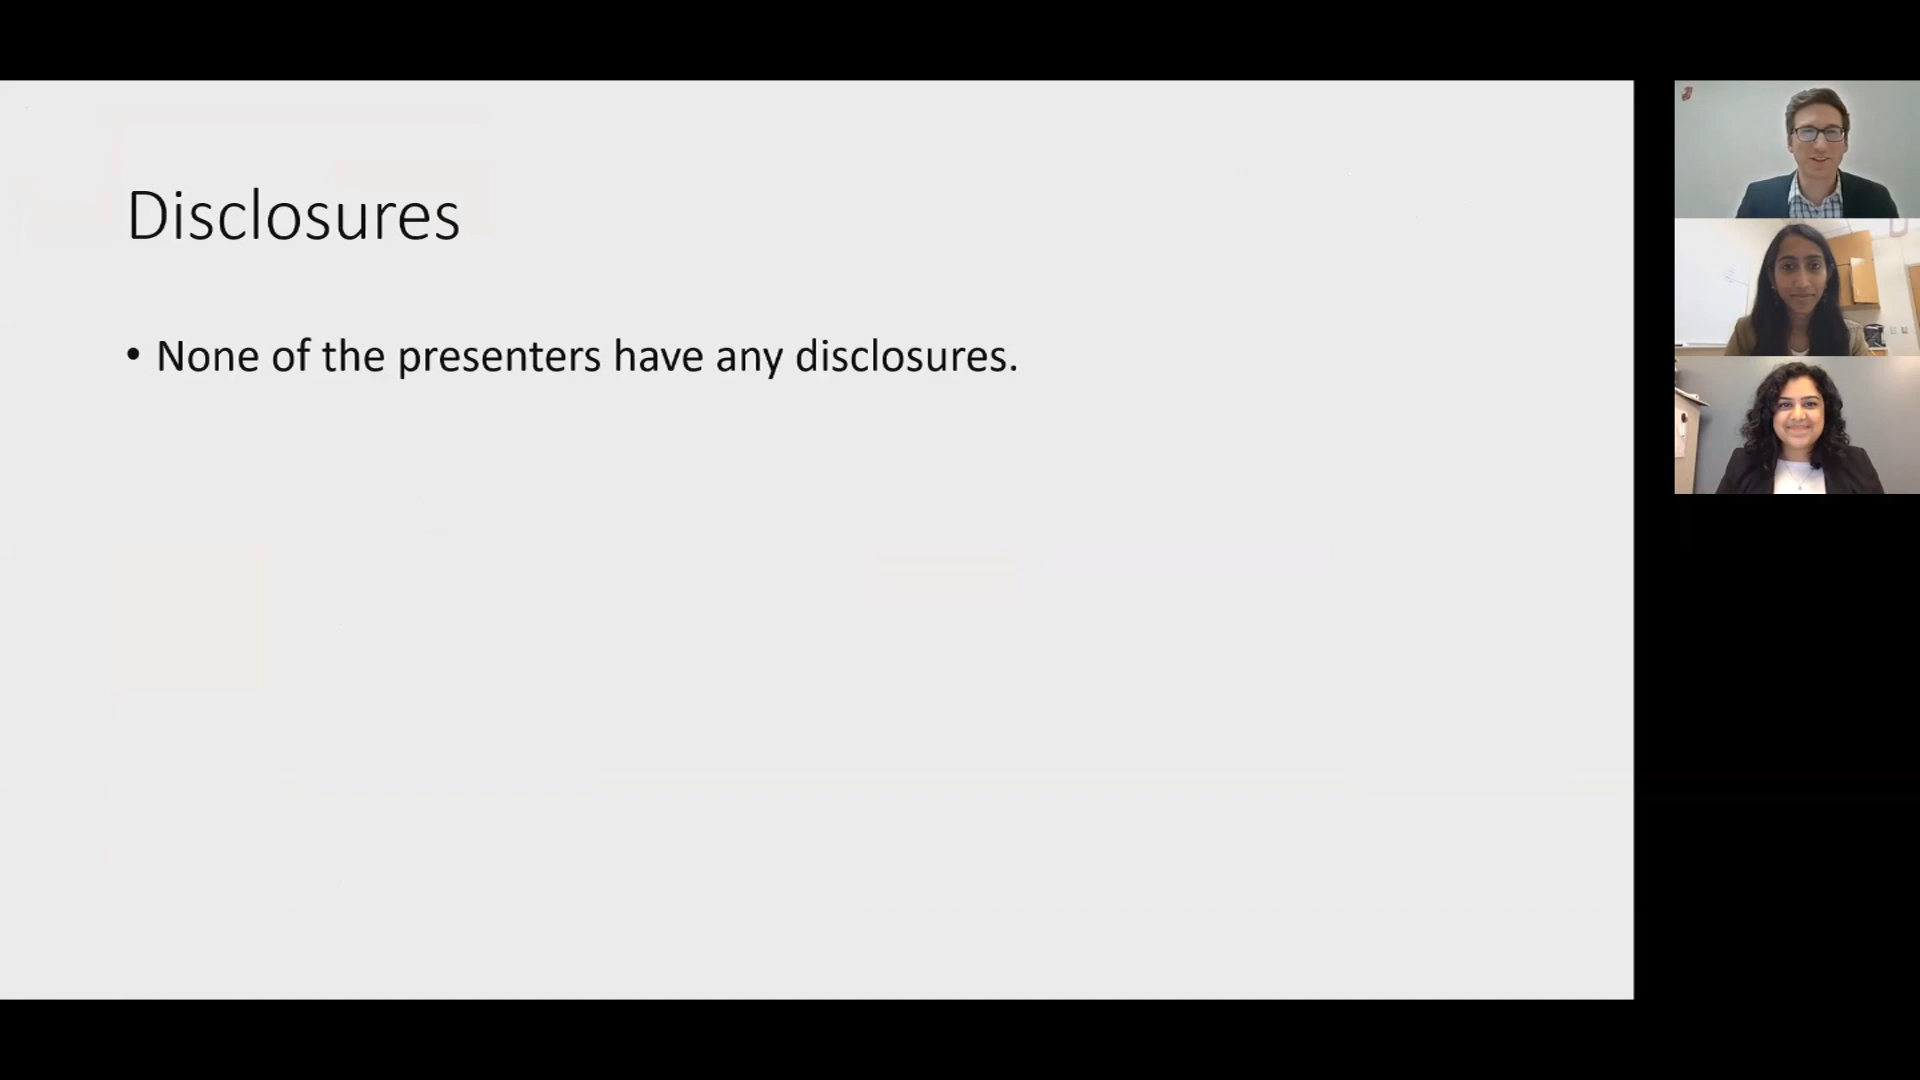 Disclosures
• None of the presenters have any disclosures.